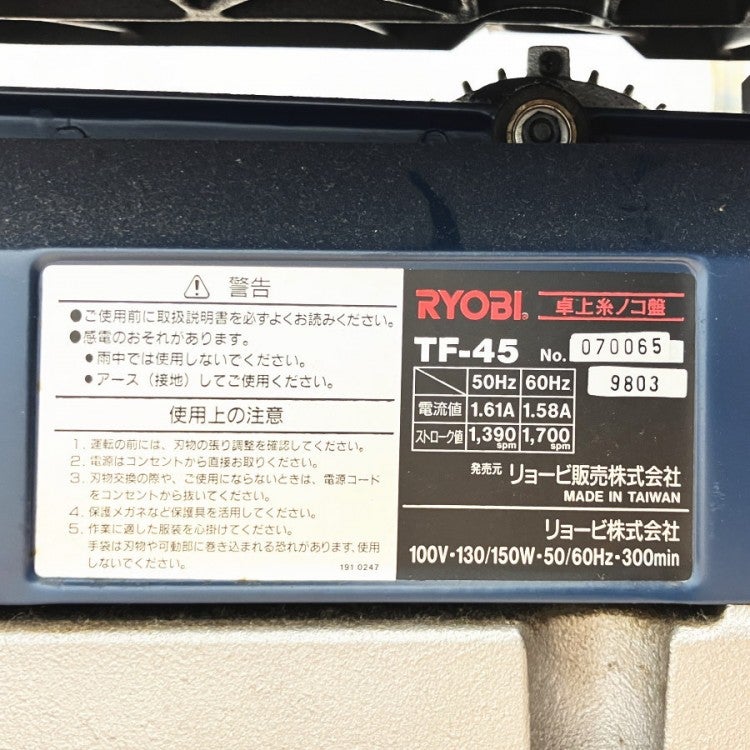 警告
●ご使用前に取扱説明書を必ずよくお読みください。
●感電のおそれがあります。
・雨中では使用しないでください。
・アース（接地）してご使用ください。
使用上の注意
1. 運転の前には、刃物の張り調整を確認してください。
2. 電源はコンセントから直接お取りください。
3. 刃物交換の際や、ご使用にならないときは、電源コード
をコンセントから抜いてください。
4. 保護メガネなど保護具を活用してください。
5. 作業に適した服装を心掛けてください。
手袋は刃物や可動部に巻き込まれる恐れがあります、使用
しないでください。
191 0247
RYOBI® 卓上糸ノコ盤
TF-45 No. 070065
9803
50Hz 60Hz
電流値 1.61A 1.58A
ストローク値 1,390spm 1,700spm
発売元 リョービ販売株式会社
MADE IN TAIWAN
リョービ株式会社
100V·130/150W·50/60Hz·300min